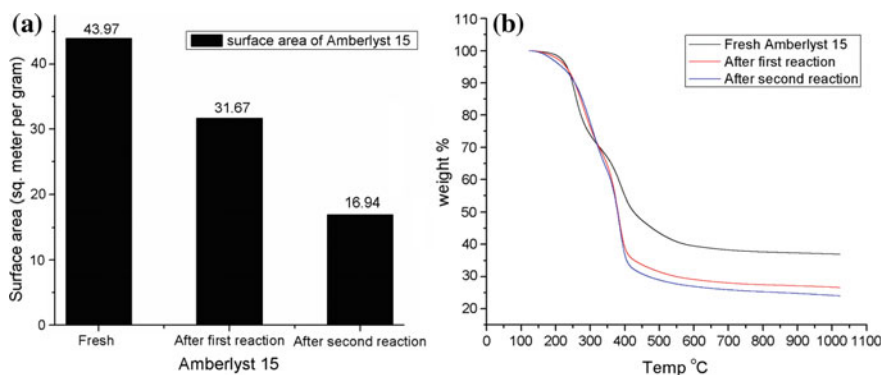 (a)
43.97
surface area of Amberlyst 15
40
31.67
30
20
16.94
10
0
Surface area (sq. meter per gram)
Fresh
After first reaction
After second reaction
Amberlyst 15
(b)
Fresh Amberlyst 15
After first reaction
After second reaction
100
90
80
70
60
50
40
30
20
weight %
0 100 200 300 400 500 600 700 800 900 1000 1100
Temp °C